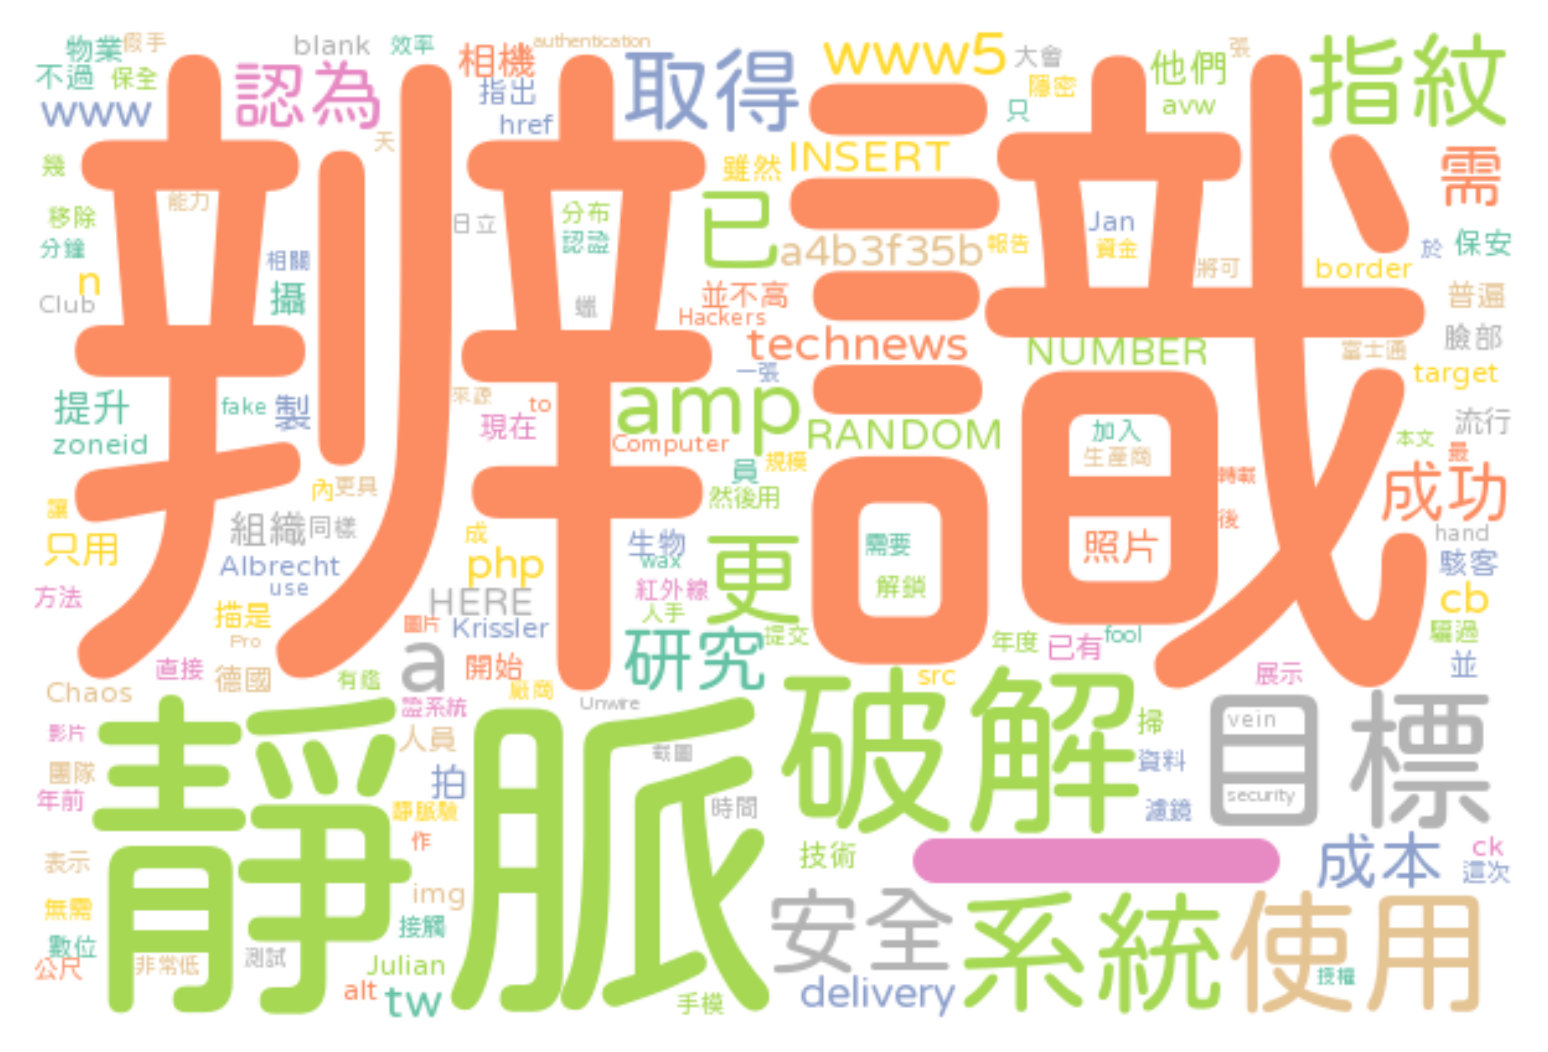 物業
假手
blank
效率
相機
authentication
www5
大會
張
他們
指紋
不過
保全
認為
指出
取得
隱密
www
href
只
avw
天
雖然
INSERT
需
幾
能力
辨識
移除
日立
分布
已
Jan
於
保安
分鐘
相關
認證
a4b3f35b
報告
資金
將可
border
n
攝
並不高
普遍
Club
蠟
Hackers
technews
NUMBER
臉部
富士通
一張
target
提升
fake
製
來源
to
amp
流行
zoneid
現在
Computer
RANDOM
加入
本文
員
規模
生產商
最
內
更具
然後用
轉載
成功
讓
組織
同樣
成
後
hand
只用
生物
需要
照片
Albrecht
php
wax
更
駭客
use
紅外線
解鎖
方法
HERE
cb
描是
人手
Pro
圖片
Krissler
研究
提交
年度
已有
fool
騙過
直接
德國
有鑑
a
開始
src
展示
並
Chaos
廠商
破解
證系統
Unwire
掃
vein
目標
影片
靜脈
人員
截圖
團隊
拍
資料
年前
靜脈驗
時間
濾鏡
security
作
技術
成本
ck
表示
這次
img
無需
接觸
安全
系統
使用
數位
公尺
非常低
測試
Julian
授權
alt
tw
手模
delivery